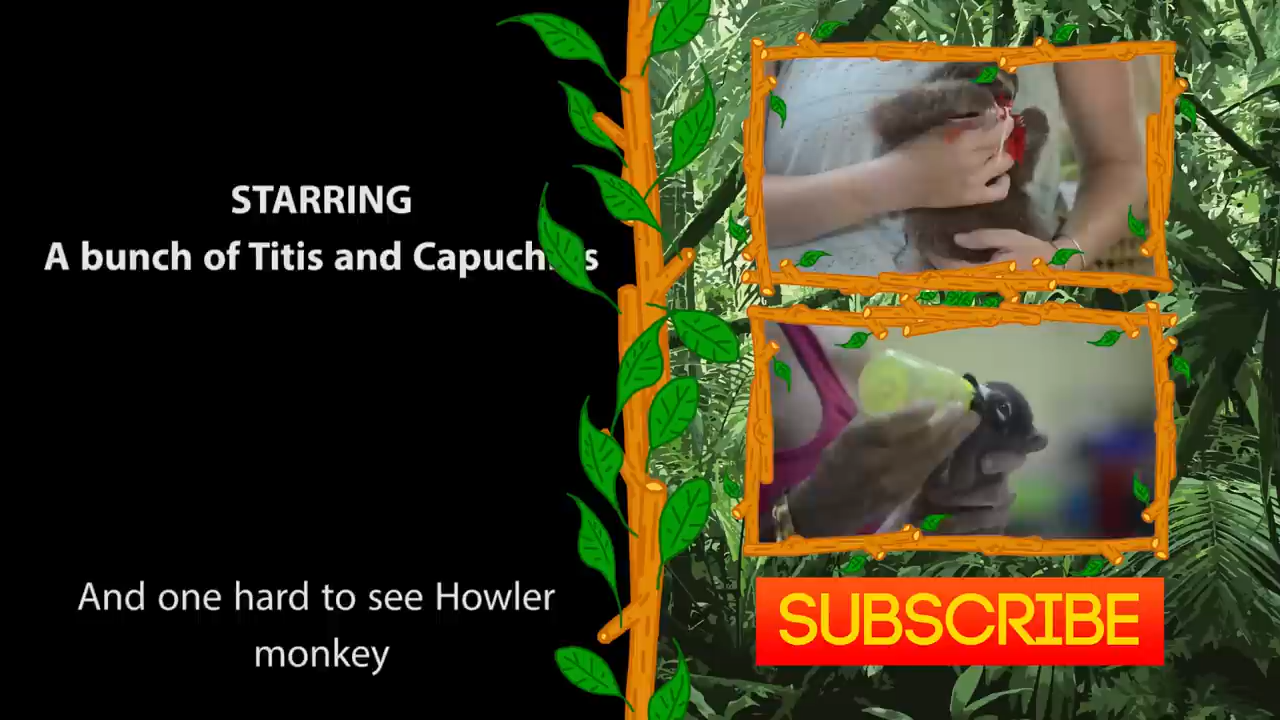 STARRING
A bunch of Titis and
And one hard to see Howler
monkey
SUBSCRIBE